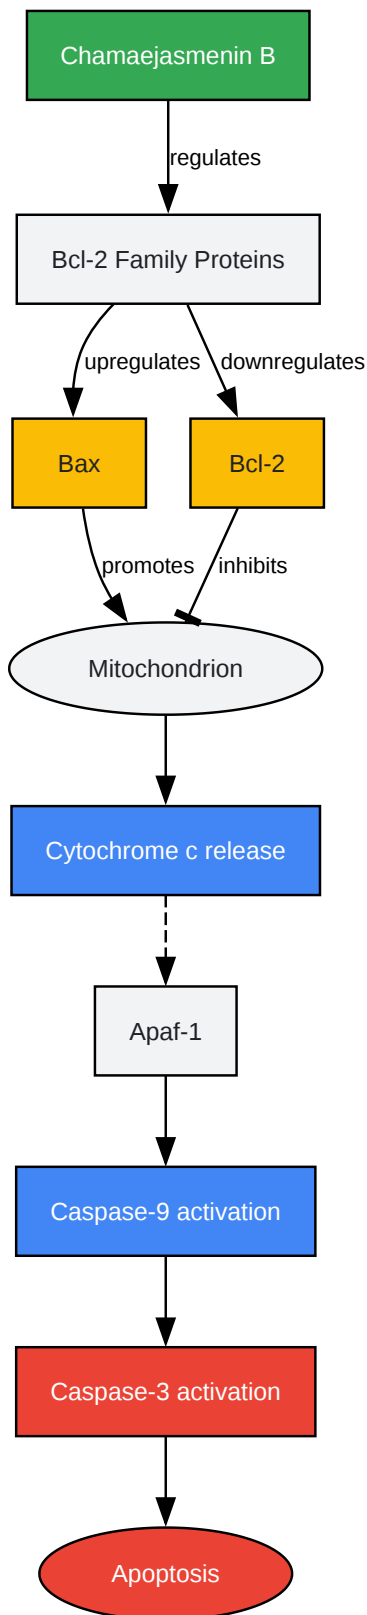 Chamaejasmenin B
regulates
Bcl-2 Family Proteins
upregulates
downregulates
Bax
Bcl-2
promotes
inhibits
Mitochondrion
Cytochrome c release
Apaf-1
Caspase-9 activation
Caspase-3 activation
Apoptosis